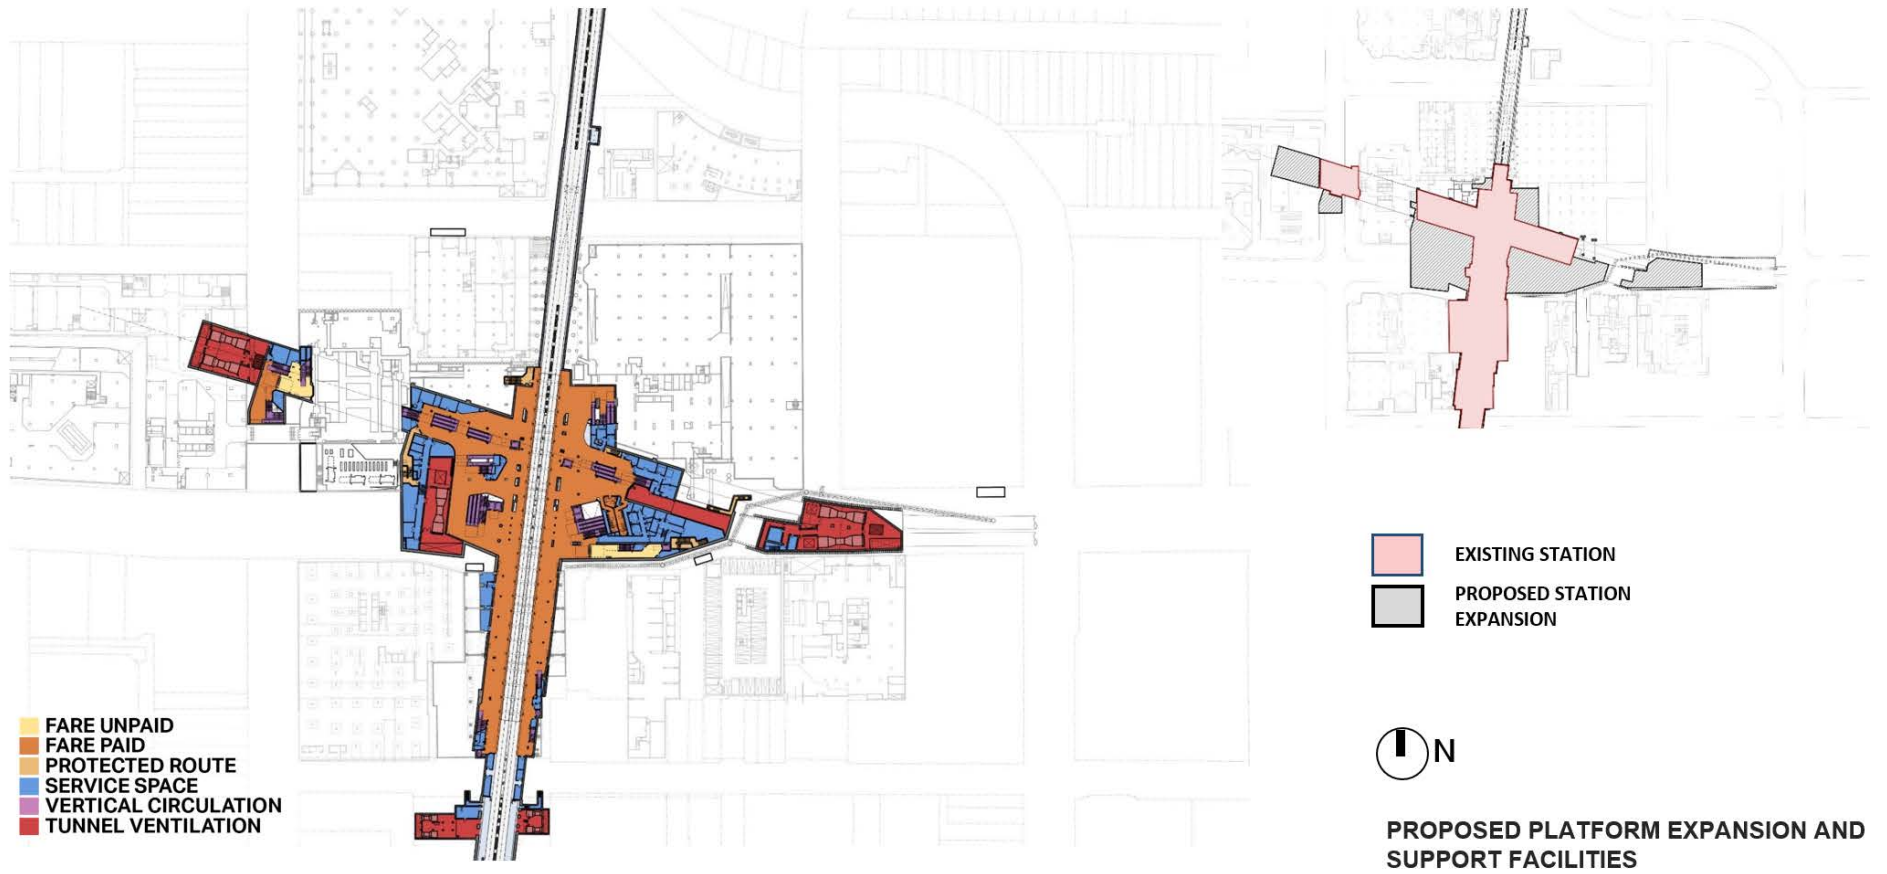 FARE UNPAID
FARE PAID
PROTECTED ROUTE
SERVICE SPACE
VERTICAL CIRCULATION
TUNNEL VENTILATION
EXISTING STATION
PROPOSED STATION
EXPANSION
N
PROPOSED PLATFORM EXPANSION AND
SUPPORT FACILITIES